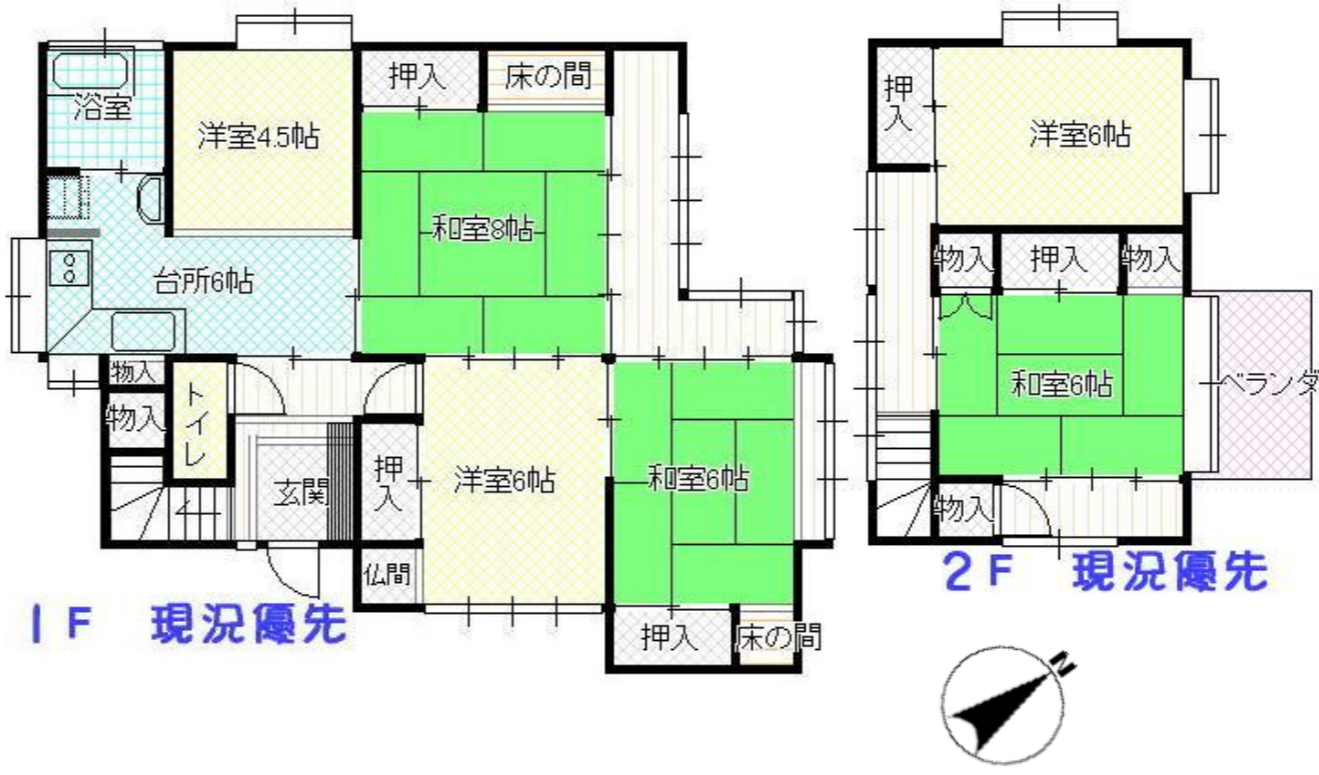 浴室
洋室4.5帖
押入
床の間
和室8帖
台所6帖
物入
物入
トイレ
玄関
押入
仏間
洋室6帖
和室6帖
押入
床の間
1F 現況優先
押入
洋室6帖
物入
押入
物入
和室6帖
ベランダ
物入
2F 現況優先
N